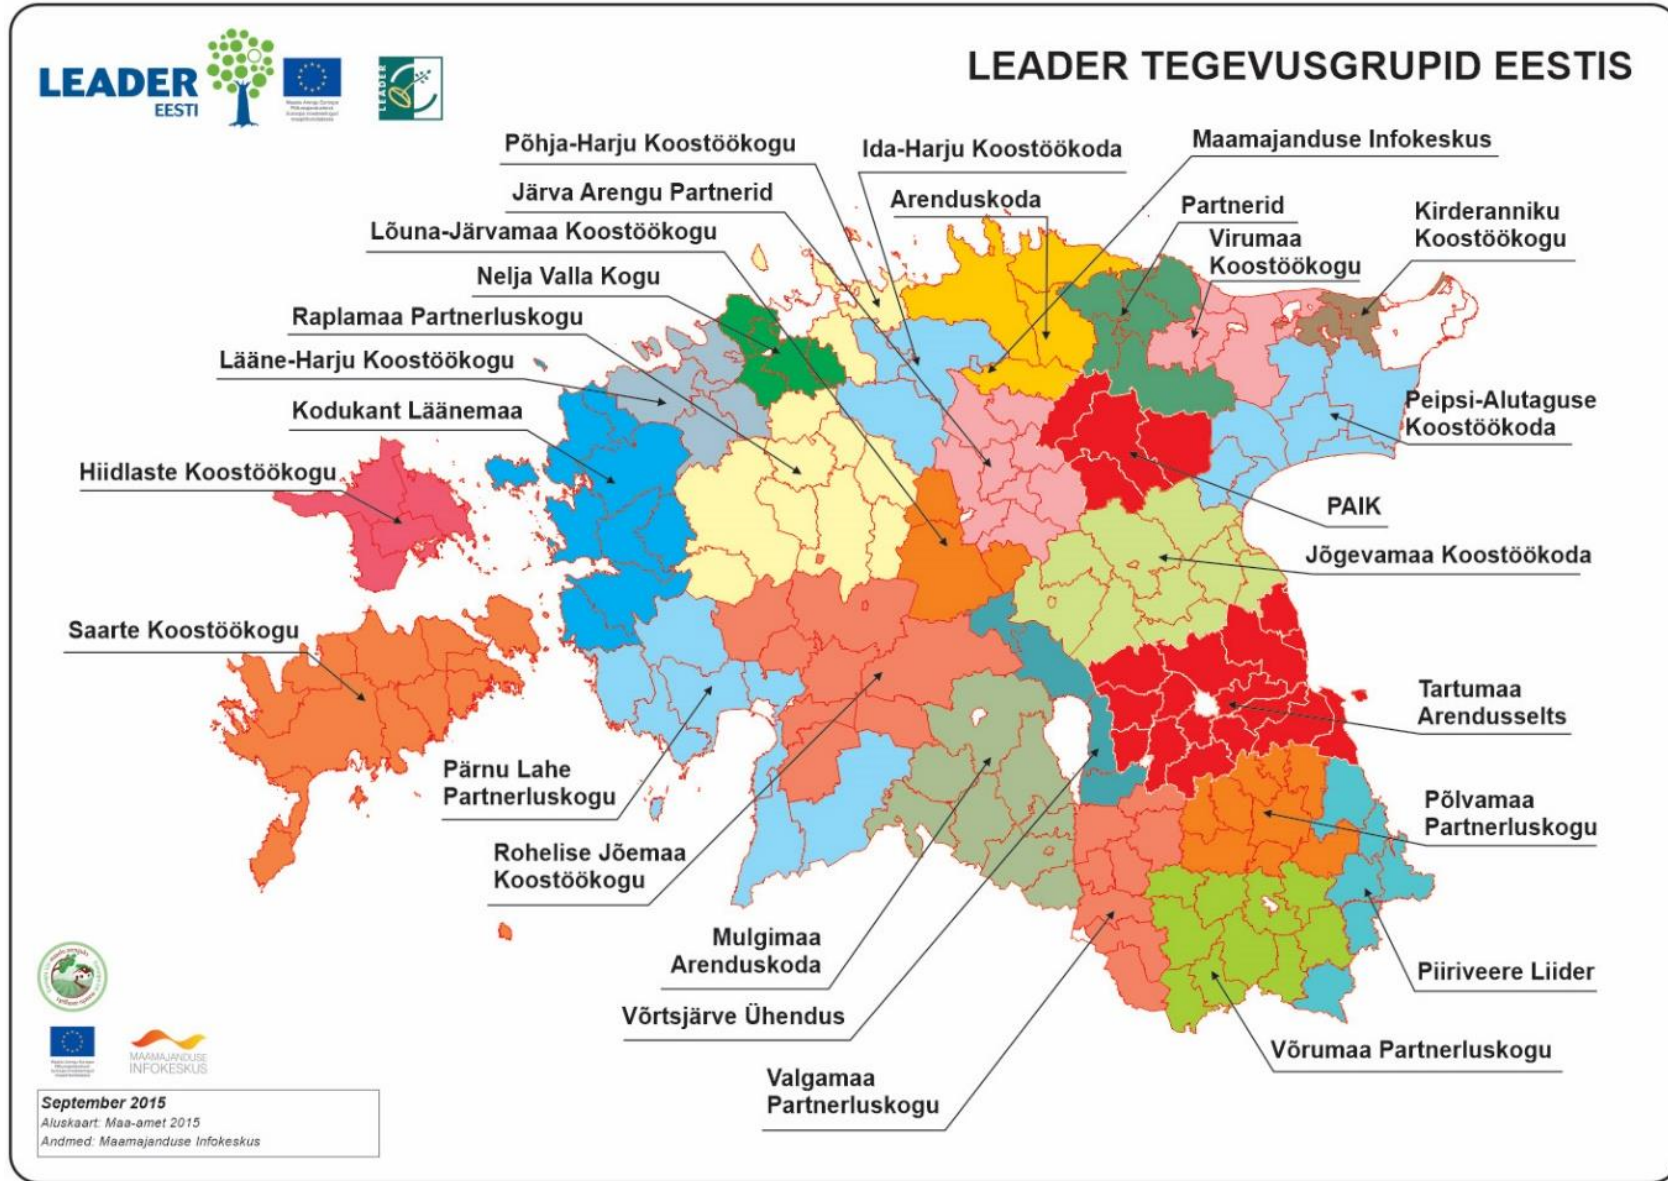 LEADER
EESTI
LEADER
LEADER TEGEVUSGRUPID EESTIS
Põhja-Harju Koostöökogu
Ida-Harju Koostöökoda
Maamajanduse Infokeskus
Järva Arengu Partnerid
Arenduskoda
Partnerid
Kirderanniku
Koostöökogu
Lõuna-Järvamaa Koostöökogu
Virumaa
Koostöökogu
Nelja Valla Kogu
Raplamaa Partnerluskogu
Lääne-Harju Koostöökogu
Kodukant Läänemaa
Peipsi-Alutaguse
Koostöökoda
Hiidlaste Koostöökogu
PAIK
Jõgevamaa Koostöökoda
Saarte Koostöökogu
Tartumaa
Arendusselts
Pärnu Lahe
Partnerluskogu
Põlvamaa
Partnerluskogu
Rohelise Jõemaa
Koostöökogu
Mulgimaa
Arenduskoda
Piiriveere Liider
Võrtsjärve Ühendus
Võrumaa Partnerluskogu
Valgamaa
Partnerluskogu
MAAMAJANDUSE
INFOKESKUS
September 2015
Aluskaart: Maa-amet 2015
Andmed: Maamajanduse Infokeskus